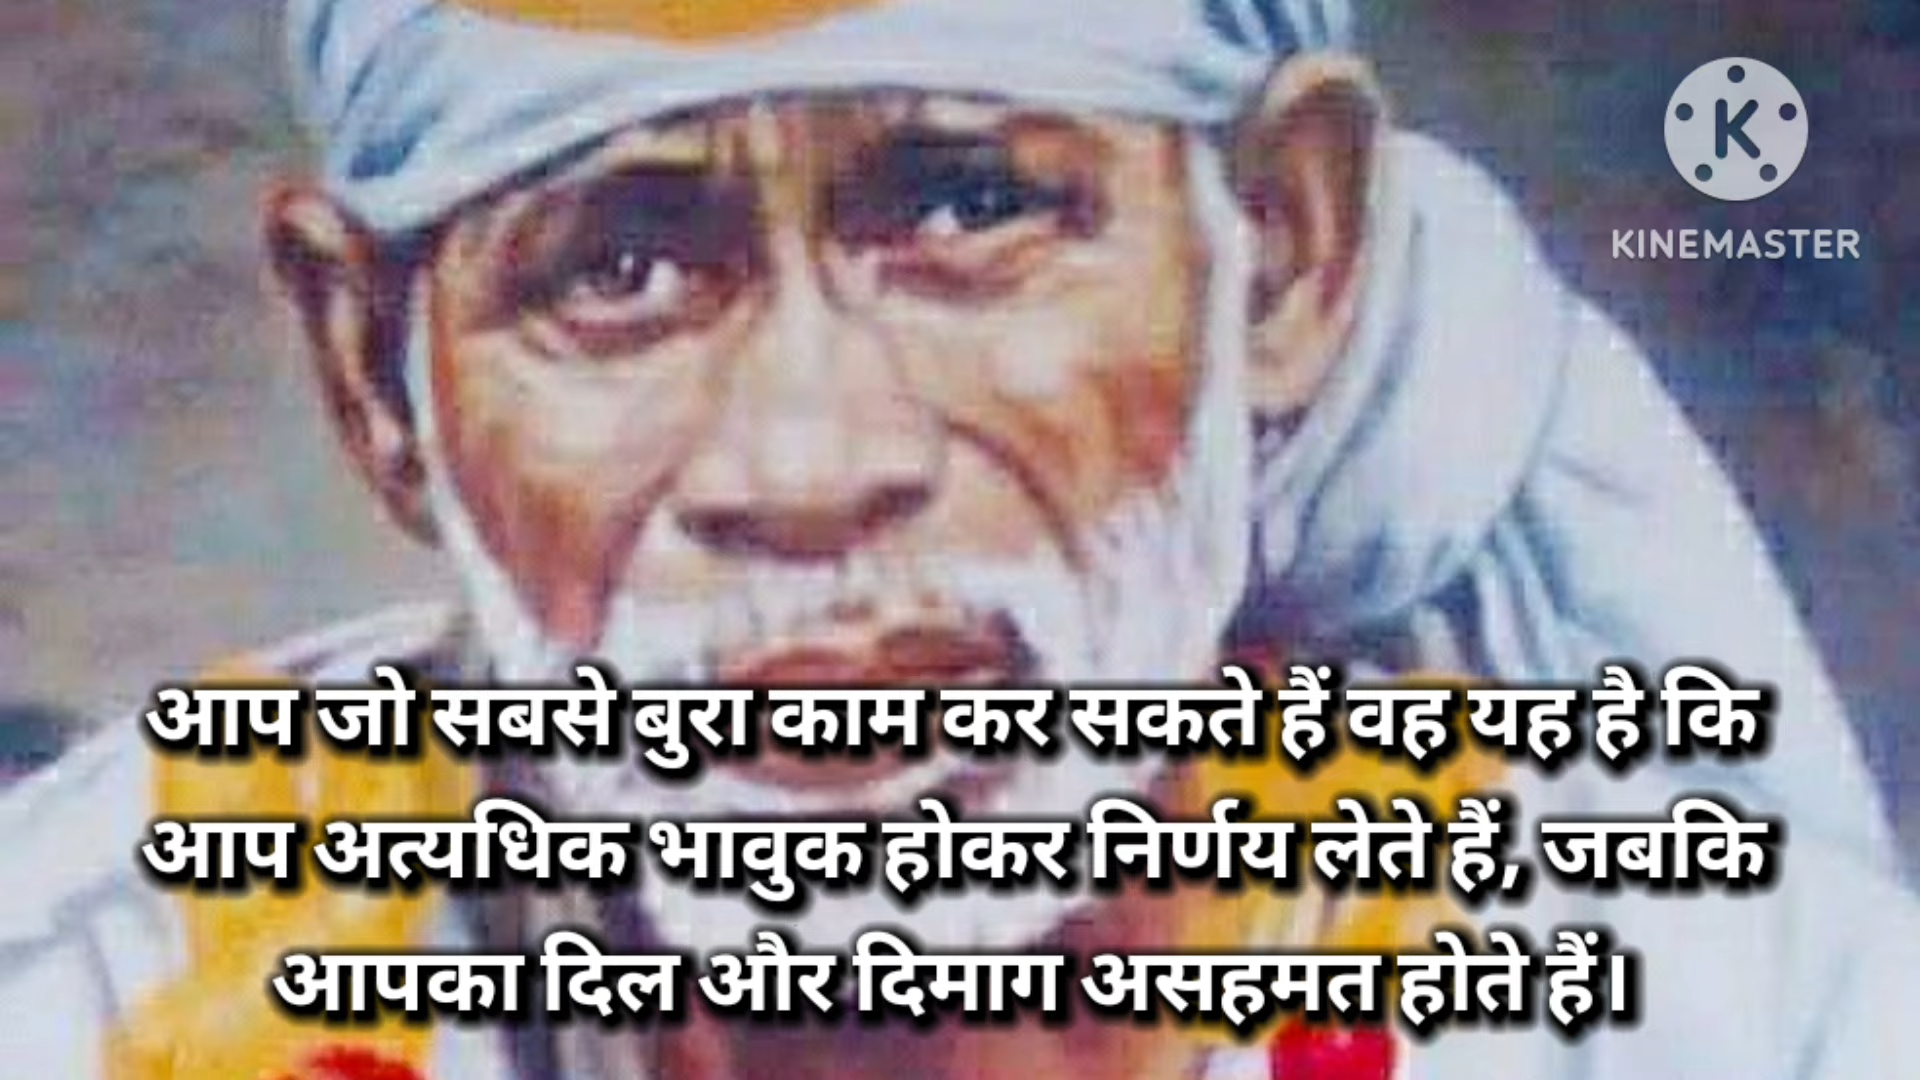 K
KINEMASTER
आप जो सबसे बुरा काम कर सकते हैं वह यह है कि
आप अत्यधिक भावुक होकर निर्णय लेते हैं, जबकि
आपका दिल और दिमाग असहमत होते हैं।